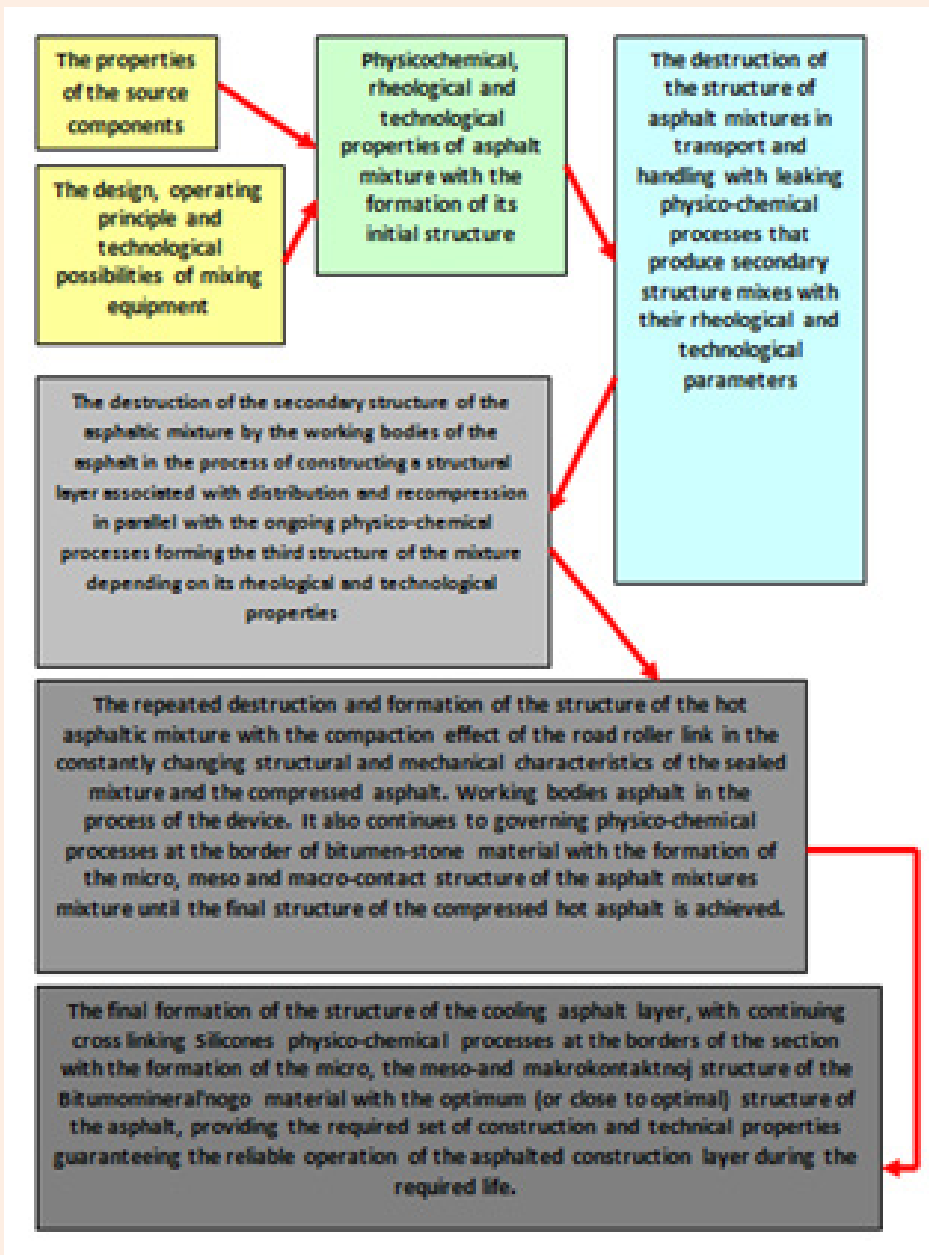 The properties
of the source
components
The design, operating
principle and
technological
possibilities of mixing
equipment
Physicochemical,
rheological and
technological
properties of asphalt
mixture with the
formation of its
initial structure
The destruction of
the structure of
asphalt mixtures in
transport and
handling with leaking
physico-chemical
processes that
produce secondary
structure mixes with
their rheological and
technological
parameters
The destruction of the secondary structure of the
asphaltic mixture by the working bodies of the
asphalt in the process of constructing a structural
layer associated with distribution and recompression
in parallel with the ongoing physico-chemical
processes forming the third structure of the mixture
depending on its rheological and technological
properties
The repeated destruction and formation of the structure of the hot
asphaltic mixture with the compaction effect of the road roller link in the
constantly changing structural and mechanical characteristics of the sealed
mixture and the compressed asphalt. Working bodies asphalt in the
process of the device. It also continues to governing physico-chemical
processes at the border of bitumen-stone material with the formation of
the micro, meso and macro-contact structure of the asphalt mixtures
mixture until the final structure of the compressed hot asphalt is achieved.
The final formation of the structure of the cooling asphalt layer, with continuing
cross linking Silicones physico-chemical processes at the borders of the section
with the formation of the micro, the meso-and makrokontaktnoj structure of the
Bitumomineral'nogo material with the optimum (or close to optimal) structure of
the asphalt, providing the required set of construction and technical properties
guaranteeing the reliable operation of the asphalted construction layer during the
required life.